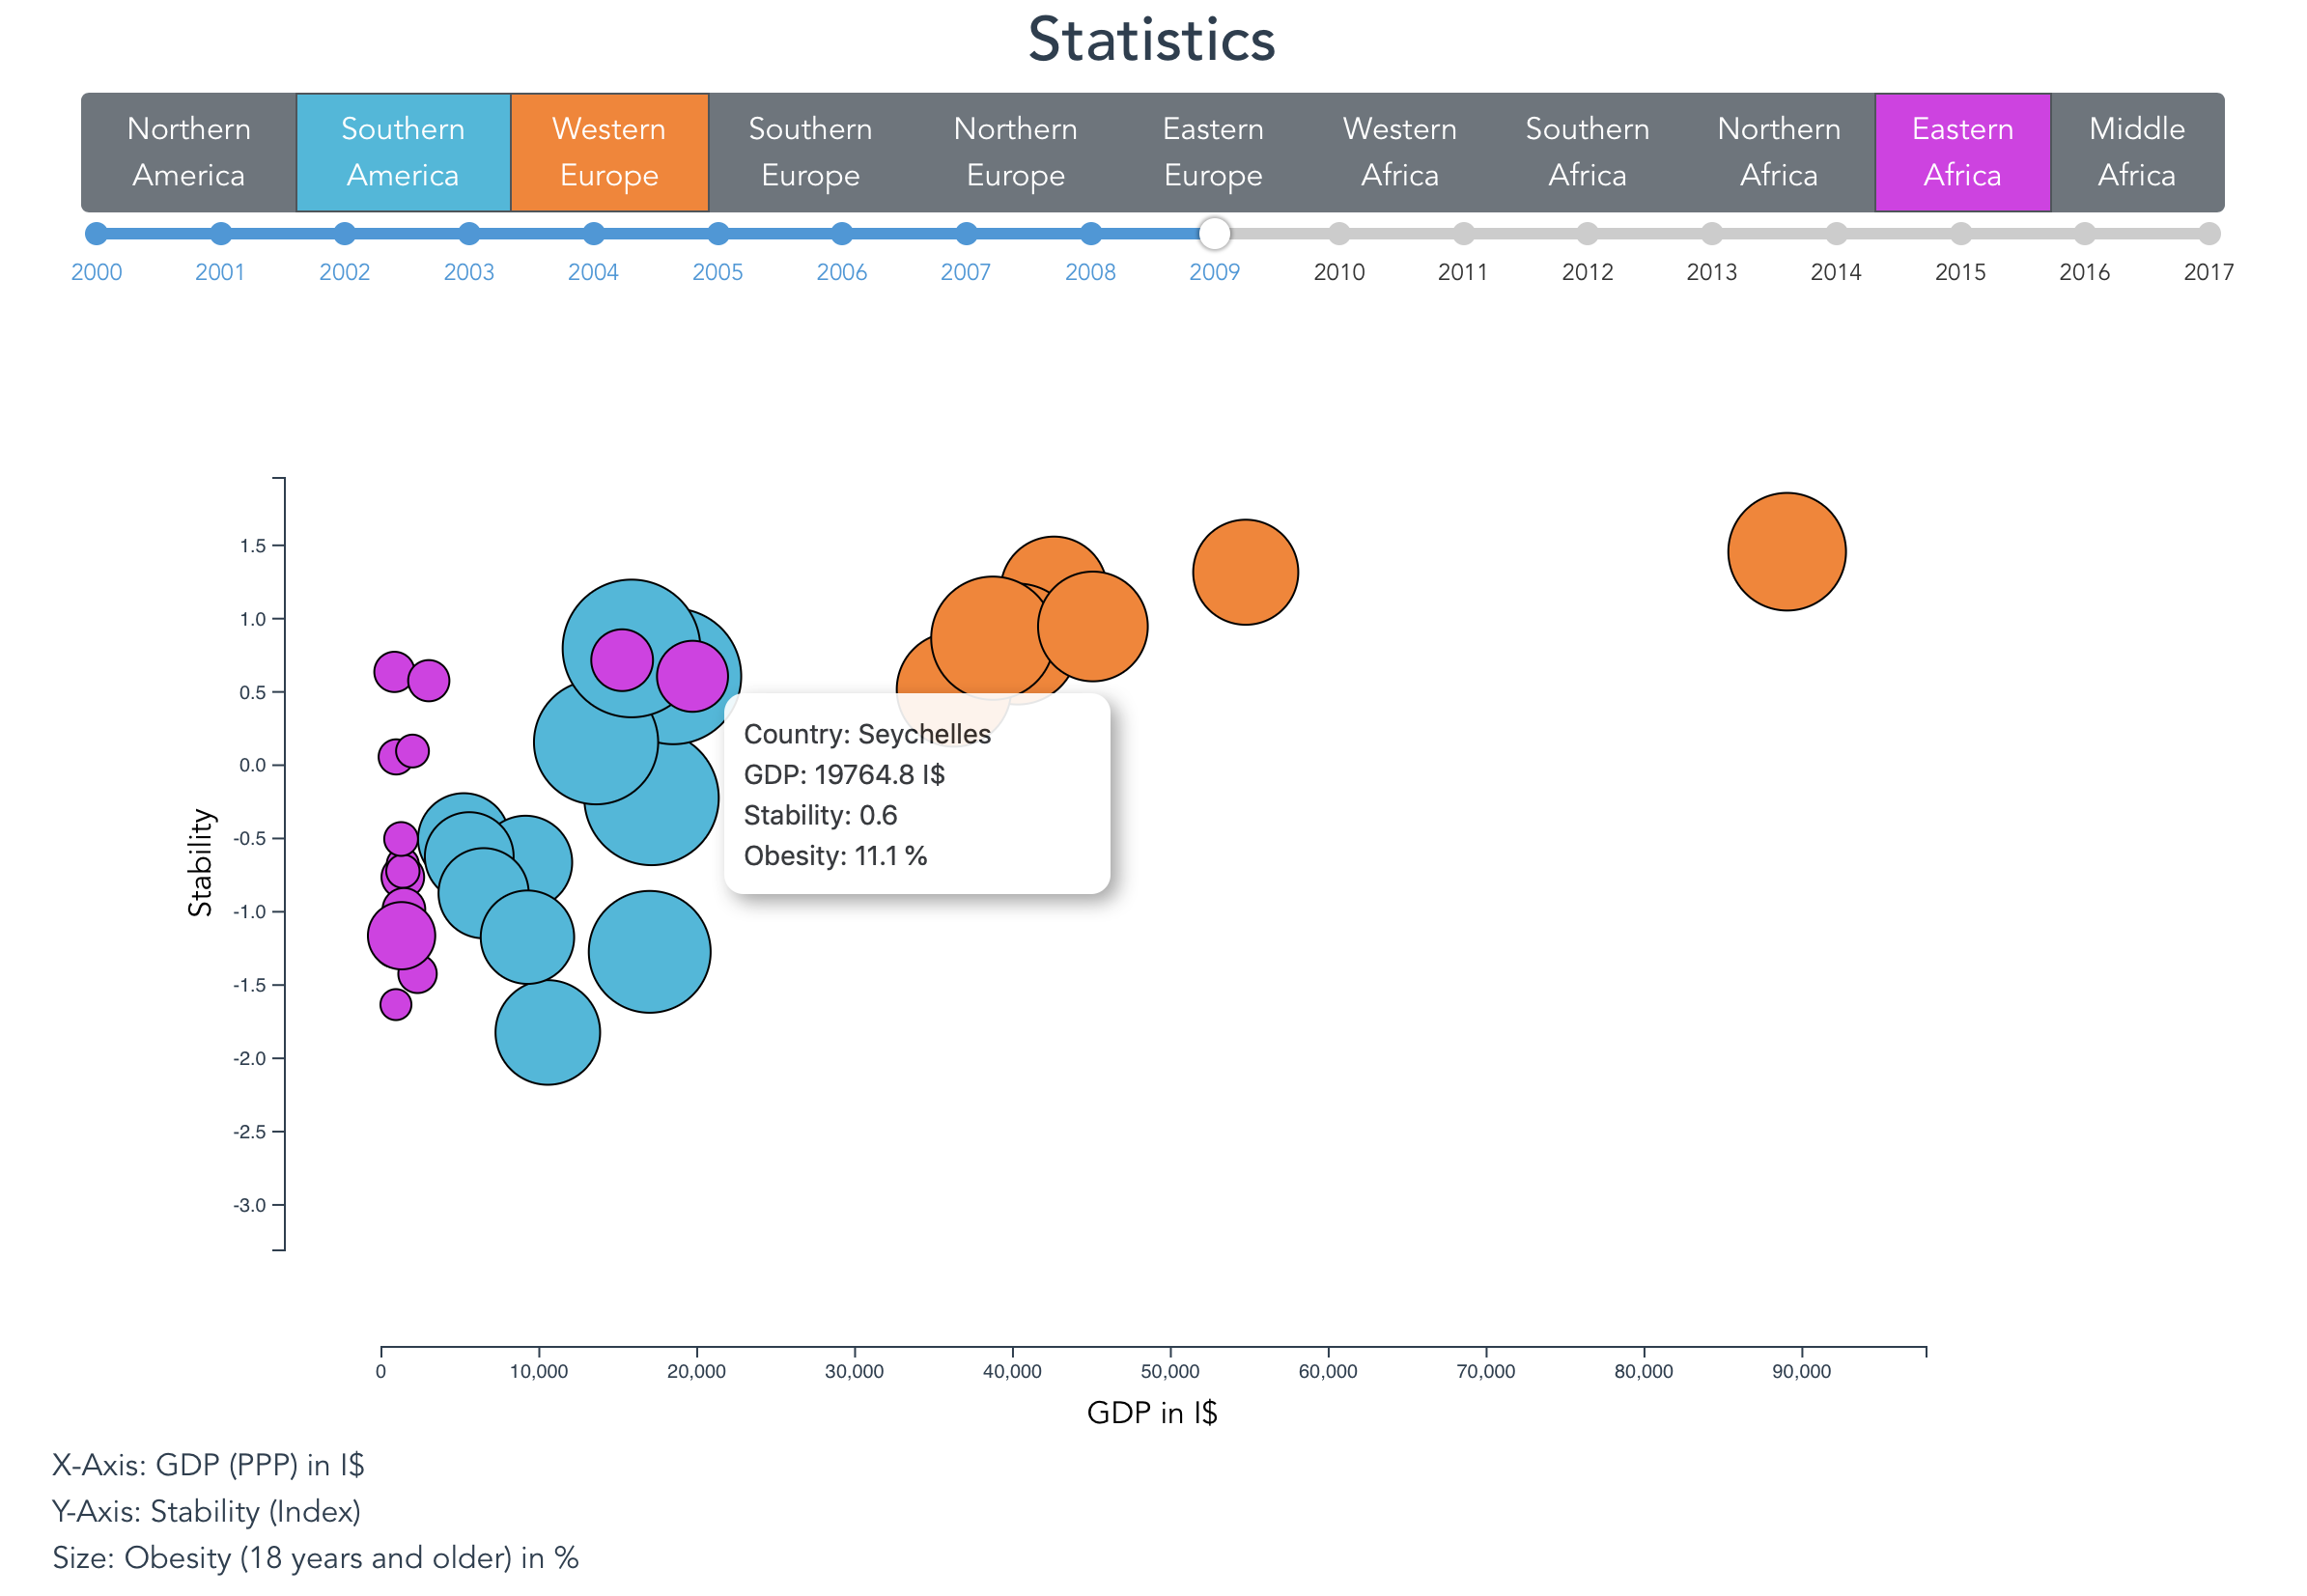 Statistics
Northern America
Southern America
Western Europe
Southern Europe
Northern Europe
Eastern Europe
Western Africa
Southern Africa
Northern Africa
Eastern Africa
Middle Africa
2000 2001 2002 2003 2004 2005 2006 2007 2008 2009 2010 2011 2012 2013 2014 2015 2016 2017
1.5
1.0
0.5
0.0
-0.5
-1.0
-1.5
-2.0
-2.5
-3.0
Stability
Country: Seychelles
GDP: 19764.8 I$
Stability: 0.6
Obesity: 11.1 %
0 10,000 20,000 30,000 40,000 50,000 60,000 70,000 80,000 90,000
GDP in I$
X-Axis: GDP (PPP) in I$
Y-Axis: Stability (Index)
Size: Obesity (18 years and older) in %